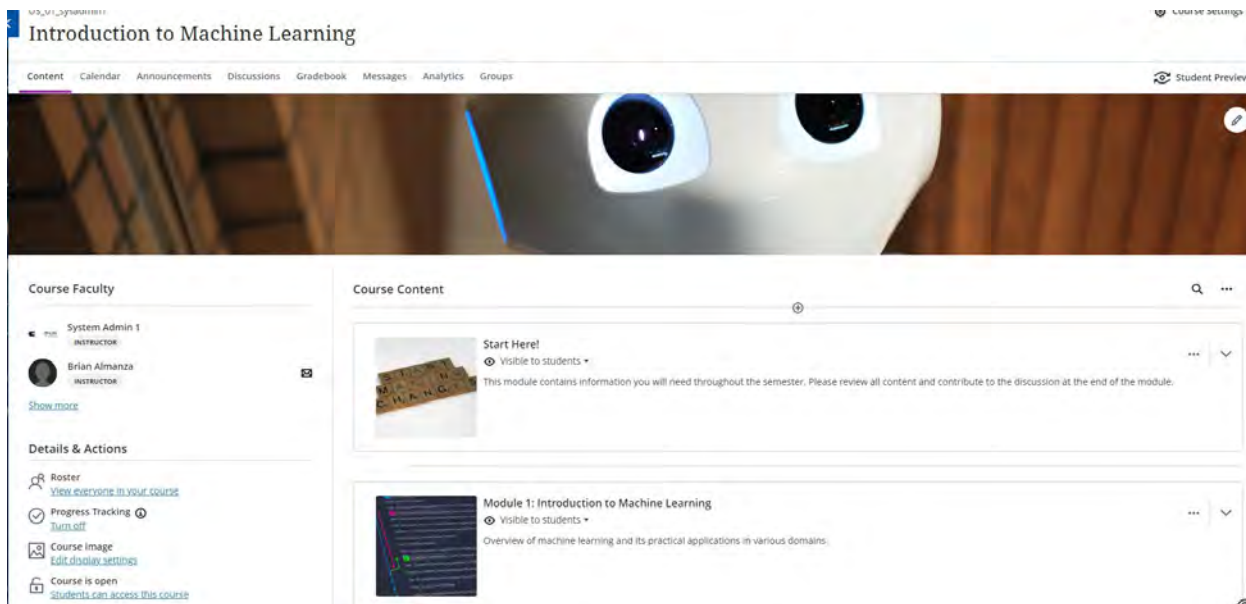 Course Settings
Introduction to Machine Learning
Content Calendar Announcements Discussions Gradebook Messages Analytics Groups
Student Preview
Course Faculty
System Admin 1
INSTRUCTOR
Brian Almanza
INSTRUCTOR
Show more
Details & Actions
Roster
View everyone in your course
Progress Tracking
Turn off
Course image
Edit display settings
Course is open
Students can access this course
Course Content
Start Here!
Visible to students
This module contains information you will need throughout the semester. Please review all content and contribute to the discussion at the end of the module.
START
MAKING
CHANGES
Module 1: Introduction to Machine Learning
Visible to students
Overview of machine learning and its practical applications in various domains.